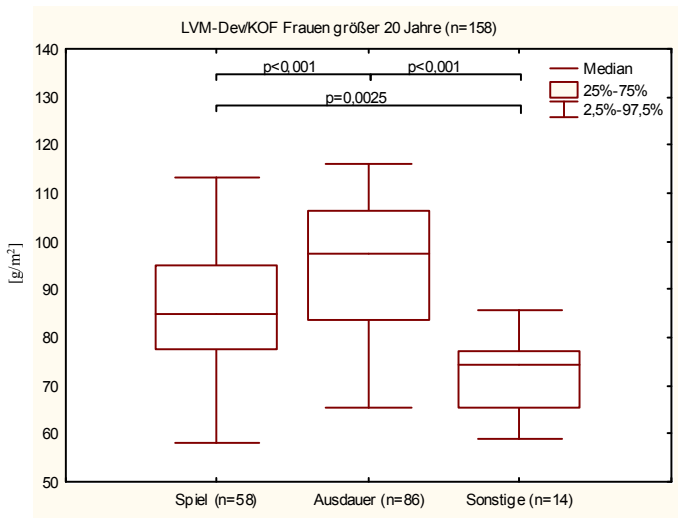 LVM-Dev/KOF Frauen größer 20 Jahre (n=158)
140
130
120
110
100
90
80
70
60
50
[g/m²]
p<0,001
p<0,001
p=0,0025
Median
25%-75%
2,5%-97,5%
Spiel (n=58)
Ausdauer (n=86)
Sonstige (n=14)